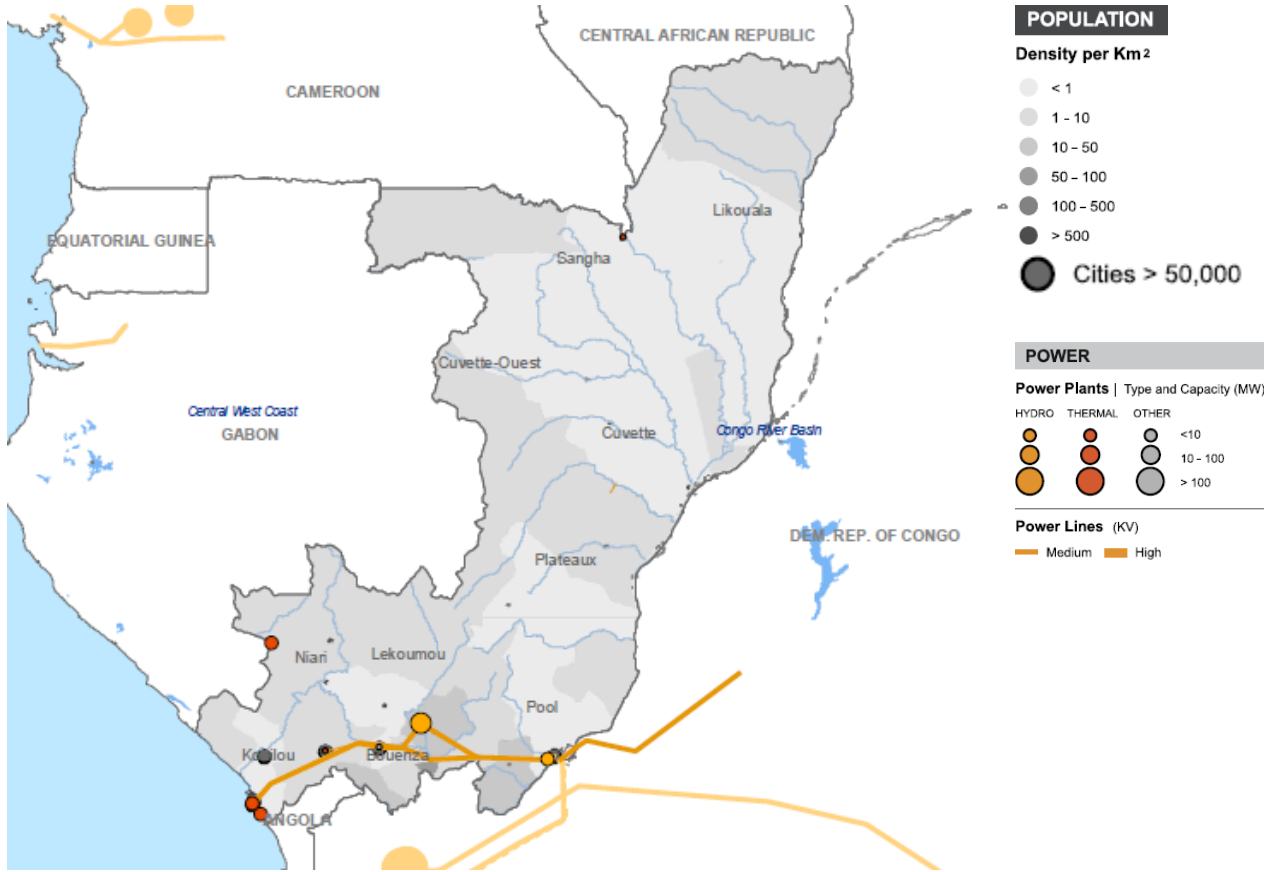 CENTRAL AFRICAN REPUBLIC
CAMEROON
EQUATORIAL GUINEA
Likouala
Sangha
Cuvette-Ouest
Central West Coast
GABON
Cuvette
Congo River Basin
DEM. REP. OF CONGO
Plateaux
Niari
Lekoumou
Pool
Kouilou
Bouenza
ANGOLA
POPULATION
Density per Km2
< 1
1 - 10
10 - 50
50 - 100
100 - 500
> 500
Cities > 50,000
POWER
Power Plants | Type and Capacity (MW)
HYDRO THERMAL OTHER
<10
10 - 100
> 100
Power Lines (KV)
Medium High